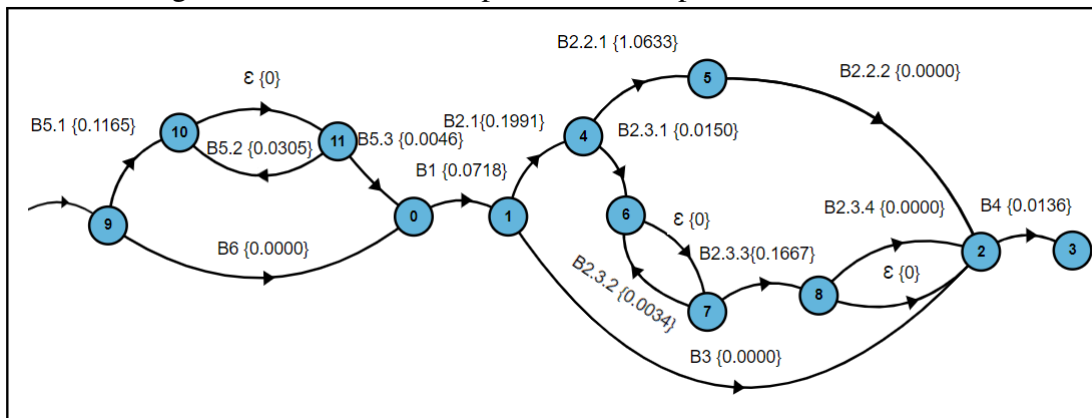 B2.2.1 {1.0633}
5
B2.2.2 {0.0000}
Ɛ {0}
B5.1 {0.1165}
10
B5.2 {0.0305}
11
B5.3 {0.0046}
B2.1{0.1991}
4
B2.3.1 {0.0150}
B1 {0.0718}
9
B6 {0.0000}
0
1
6
Ɛ {0}
B2.3.2 {0.0034}
7
B2.3.3{0.1667}
8
B2.3.4 {0.0000}
Ɛ {0}
2
B4 {0.0136}
3
B3 {0.0000}